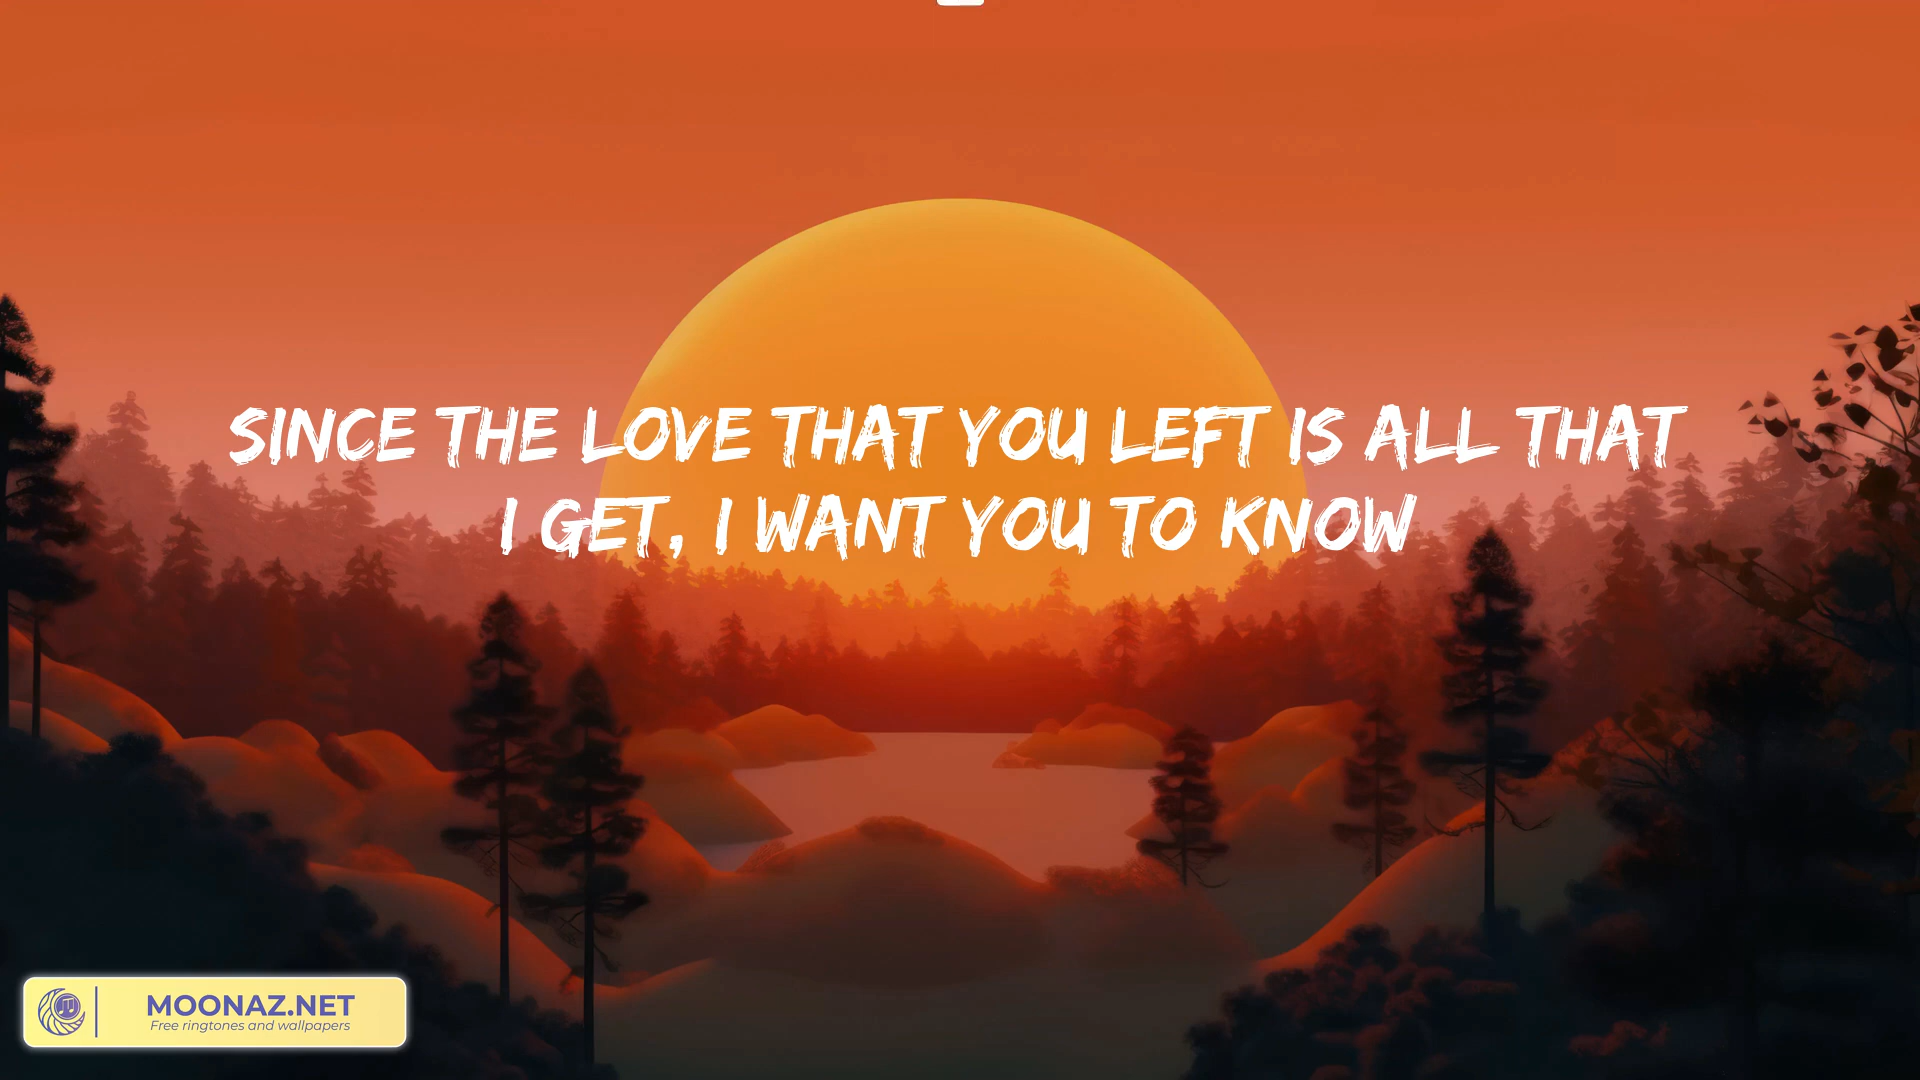 SINCE THE LOVE THAT YOU LEFT IS ALL THAT
I GET, I WANT YOU TO KNOW
MOONAZ.NET
Free ringtones and wallpapers